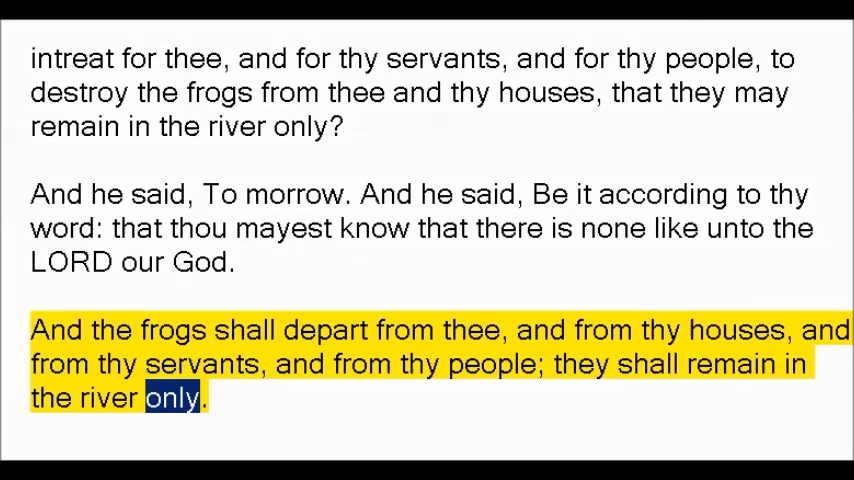 intreat for thee, and for thy servants, and for thy people, to
destroy the frogs from thee and thy houses, that they may
remain in the river only?
And he said, To morrow. And he said, Be it according to thy
word: that thou mayest know that there is none like unto the
LORD our God.
And the frogs shall depart from thee, and from thy houses, and
from thy servants, and from thy people; they shall remain in
the river only.